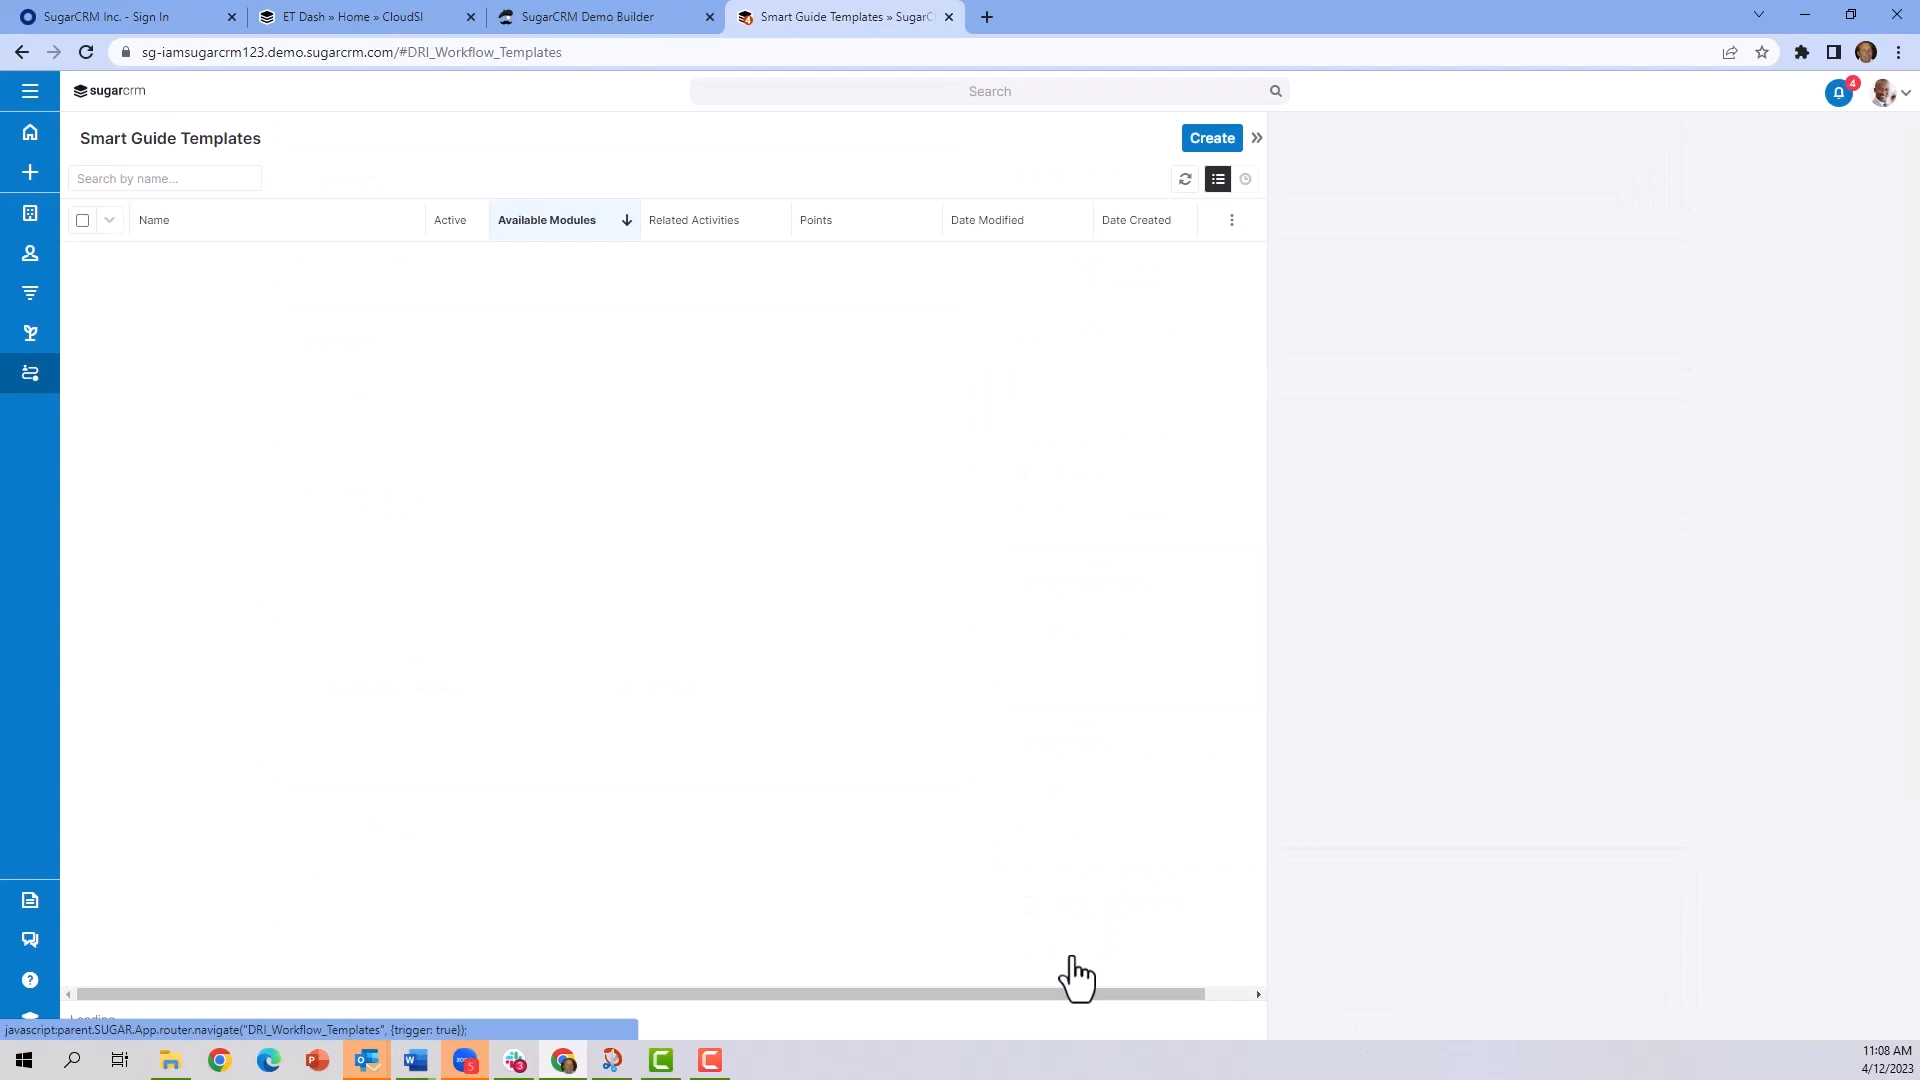 SugarCRM Inc. - Sign In
ET Dash » Home » CloudSI
SugarCRM Demo Builder
Smart Guide Templates » SugarC
sg-iamsugarcrm123.demo.sugarcrm.com/#DRI_Workflow_Templates
sugarcrm
Search
4
Smart Guide Templates
Create
Search by name...
Name
Active
Available Modules
Related Activities
Points
Date Modified
Date Created
Loading
javascript:parent.SUGAR.App.router.navigate("DRI_Workflow_Templates", {trigger: true});
5
3
11:08 AM
4/12/2023